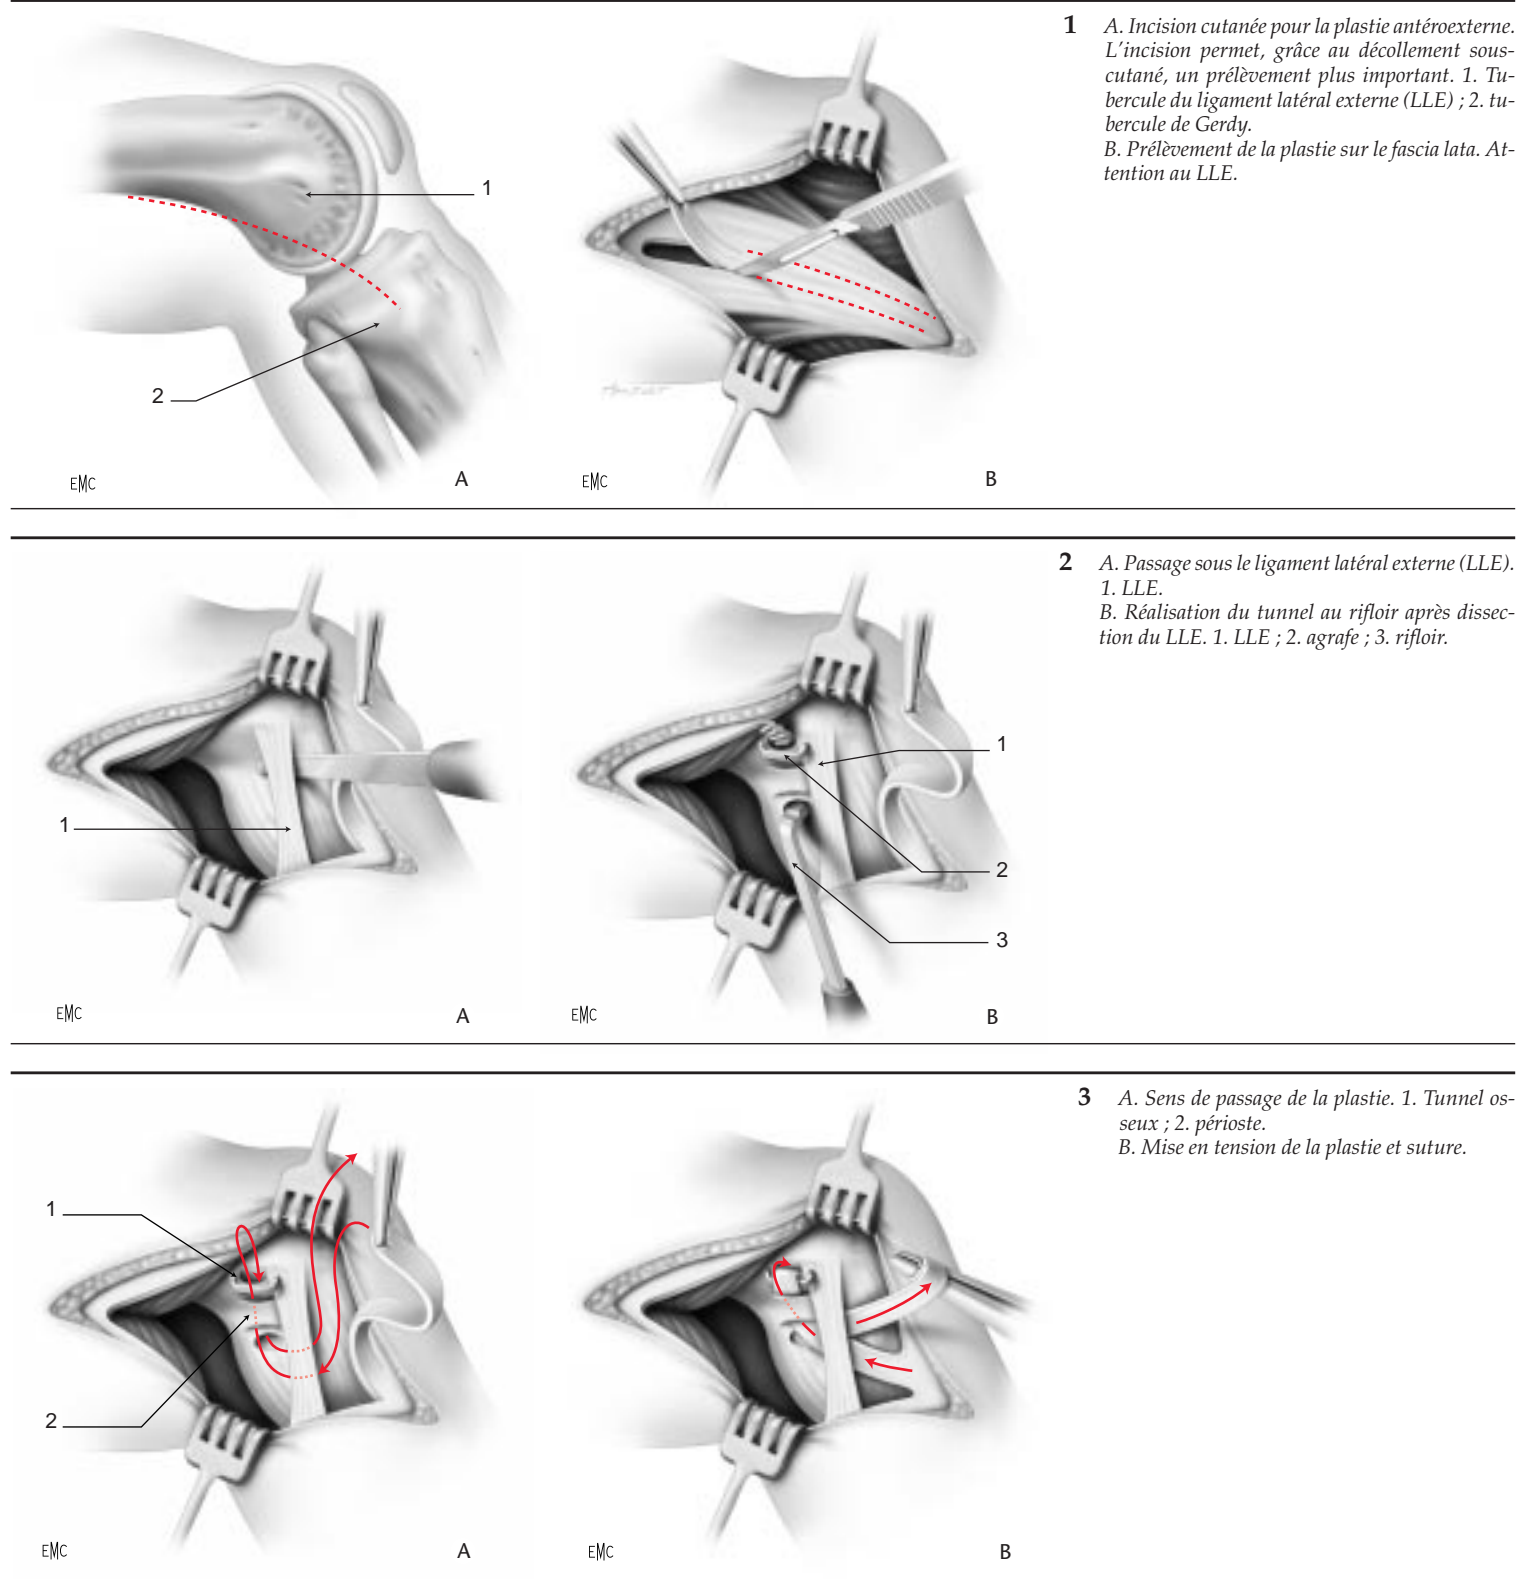 1 A. Incision cutanée pour la plastie antéroexterne.
L'incision permet, grâce au décollement sous-
cutané, un prélèvement plus important. 1. Tu-
bercule du ligament latéral externe (LLE) ; 2. tu-
bercule de Gerdy.
B. Prélèvement de la plastie sur le fascia lata. At-
tention au LLE.
1
2
EMC
A
EMC
B
2 A. Passage sous le ligament latéral externe (LLE).
1. LLE.
B. Réalisation du tunnel au rifloir après dissec-
tion du LLE. 1. LLE ; 2. agrafe ; 3. rifloir.
1
1
2
3
EMC
A
EMC
B
3 A. Sens de passage de la plastie. 1. Tunnel os-
seux ; 2. périoste.
B. Mise en tension de la plastie et suture.
1
2
EMC
A
EMC
B